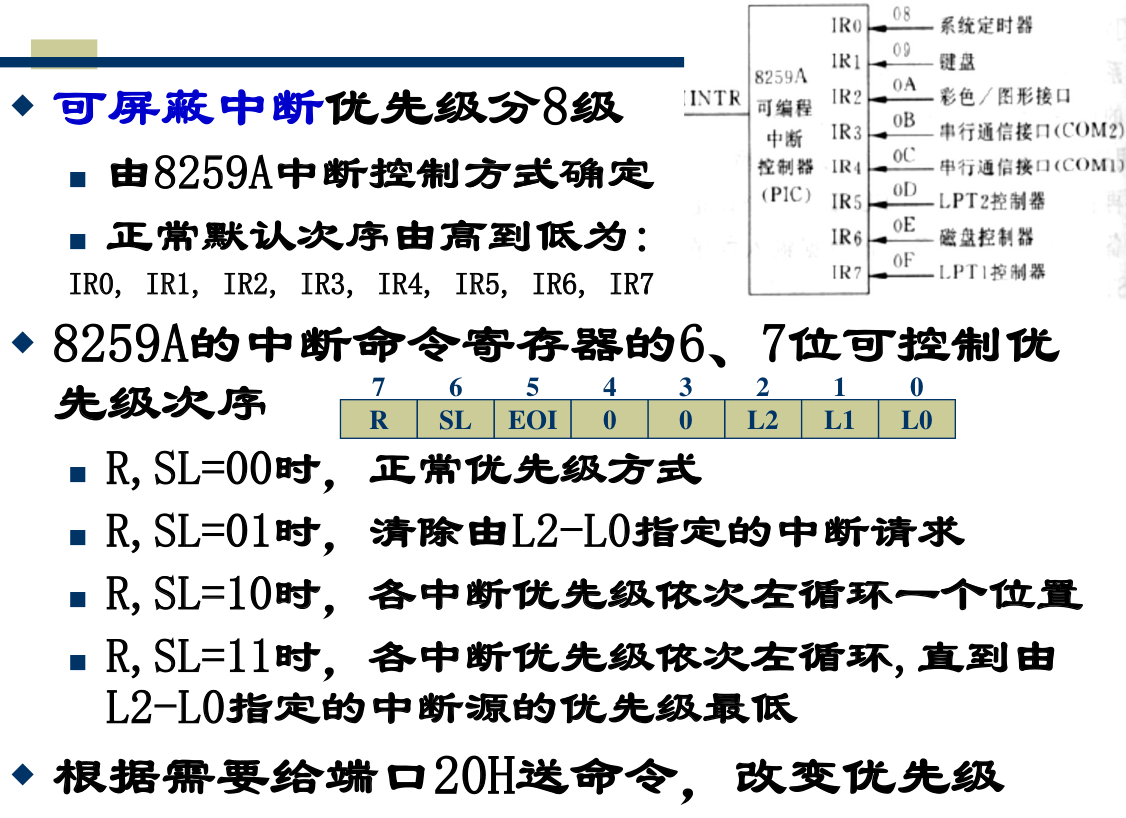 可屏蔽中断优先级分8级
由8259A中断控制方式确定
正常默认次序由高到低为:
IR0, IR1, IR2, IR3, IR4, IR5, IR6, IR7
INTR
8259A
可编程
中断
控制器
(PIC)
IR0 08 系统定时器
IR1 09 键盘
IR2 0A 彩色/图形接口
IR3 0B 串行通信接口(COM2)
IR4 0C 串行通信接口(COM1)
IR5 0D LPT2控制器
IR6 0E 磁盘控制器
IR7 0F LPT1控制器
8259A的中断命令寄存器的6、7位可控制优
先级次序
7 6 5 4 3 2 1 0
R SL EOI 0 0 L2 L1 L0
R,SL=00时，正常优先级方式
R,SL=01时，清除由L2-L0指定的中断请求
R,SL=10时，各中断优先级依次左循环一个位置
R,SL=11时，各中断优先级依次左循环,直到由
L2-L0指定的中断源的优先级最低
根据需要给端口20H送命令，改变优先级